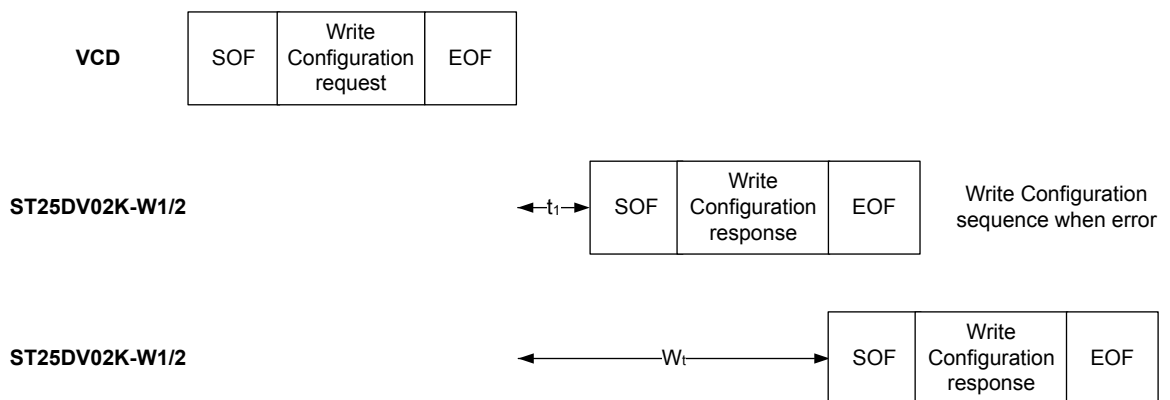 VCD
SOF
Write
Configuration
request
EOF
ST25DV02K-W1/2
t1
SOF
Write
Configuration
response
EOF
Write Configuration
sequence when error
ST25DV02K-W1/2
Wt
SOF
Write
Configuration
response
EOF